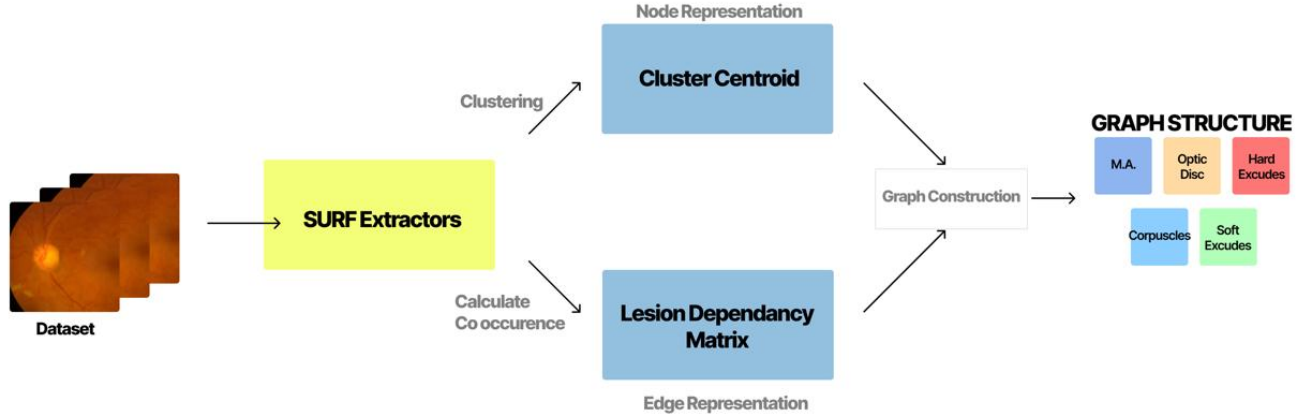 Node Representation
Cluster Centroid
Clustering
SURF Extractors
Dataset
Calculate
Co occurence
Lesion Dependancy
Matrix
Edge Representation
Graph Construction
GRAPH STRUCTURE
M.A.
Optic
Disc
Hard
Excudes
Corpuscles
Soft
Excudes